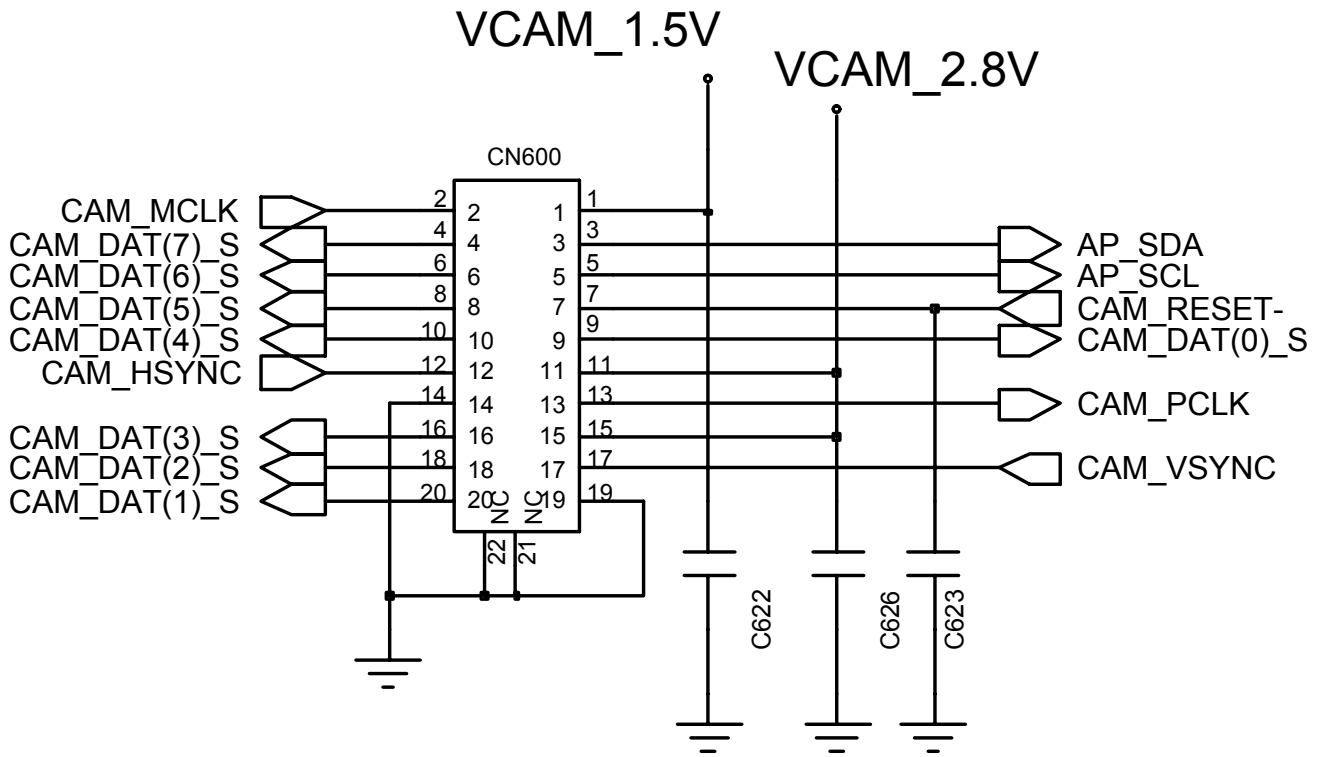 VCAM_1.5V
VCAM_2.8V
CN600
CAM_MCLK 2 2 1 1
CAM_DAT(7)_S 4 4 3 3 AP_SDA
CAM_DAT(6)_S 6 6 5 5 AP_SCL
CAM_DAT(5)_S 8 8 7 7 CAM_RESET-
CAM_DAT(4)_S 10 10 9 9 CAM_DAT(0)_S
CAM_HSYNC 12 12 11 11
14 14 13 13 CAM_PCLK
CAM_DAT(3)_S 16 16 15 15
CAM_DAT(2)_S 18 18 17 17 CAM_VSYNC
CAM_DAT(1)_S 20 20 NC NC 19 19
22 21
C622 C626 C623